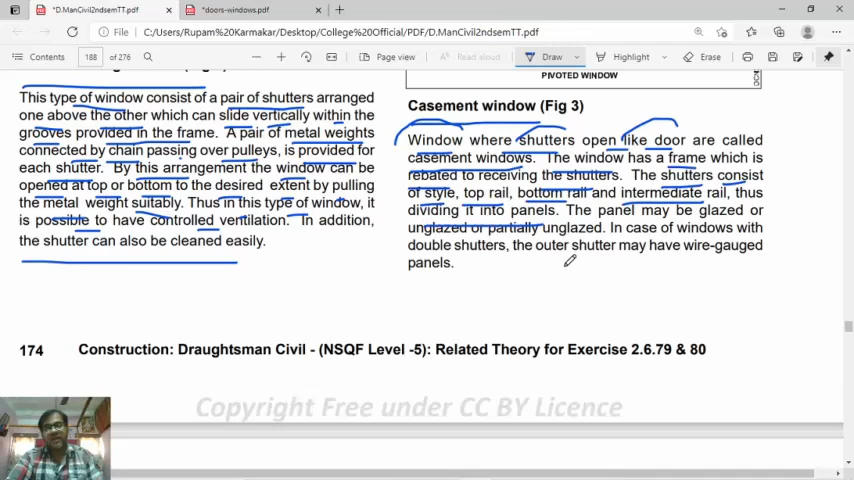 *D.ManCivil2ndsemTT.pdf
*doors-windows.pdf
File
C:/Users/Rupam%20Karmakar/Desktop/College%20Official/PDF/D.ManCivil2ndsemTT.pdf
Contents
188
of 276
Page view
Read aloud
Draw
Highlight
Erase
This type of window consist of a pair of shutters arranged
one above the other which can slide vertically within the
grooves provided in the frame. A pair of metal weights
connected by chain passing over pulleys, is provided for
each shutter. By this arrangement the window can be
opened at top or bottom to the desired extent by pulling
the metal weight suitably. Thus in this type of window, it
is possible to have controlled ventilation. In addition,
the shutter can also be cleaned easily.
PIVOTED WINDOW
Casement window (Fig 3)
Window where shutters open like door are called
casement windows. The window has a frame which is
rebated to receiving the shutters. The shutters consist
of style, top rail, bottom rail and intermediate rail, thus
dividing it into panels. The panel may be glazed or
unglazed or partially unglazed. In case of windows with
double shutters, the outer shutter may have wire-gauged
panels.
174
Construction: Draughtsman Civil - (NSQF Level -5): Related Theory for Exercise 2.6.79 & 80
Copyright Free under CC BY Licence